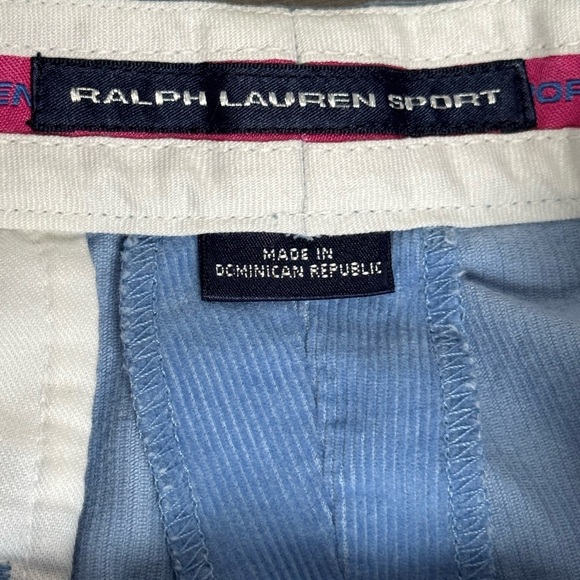 RALPH LAUREN SPORT
MADE IN
DOMINICAN REPUBLIC